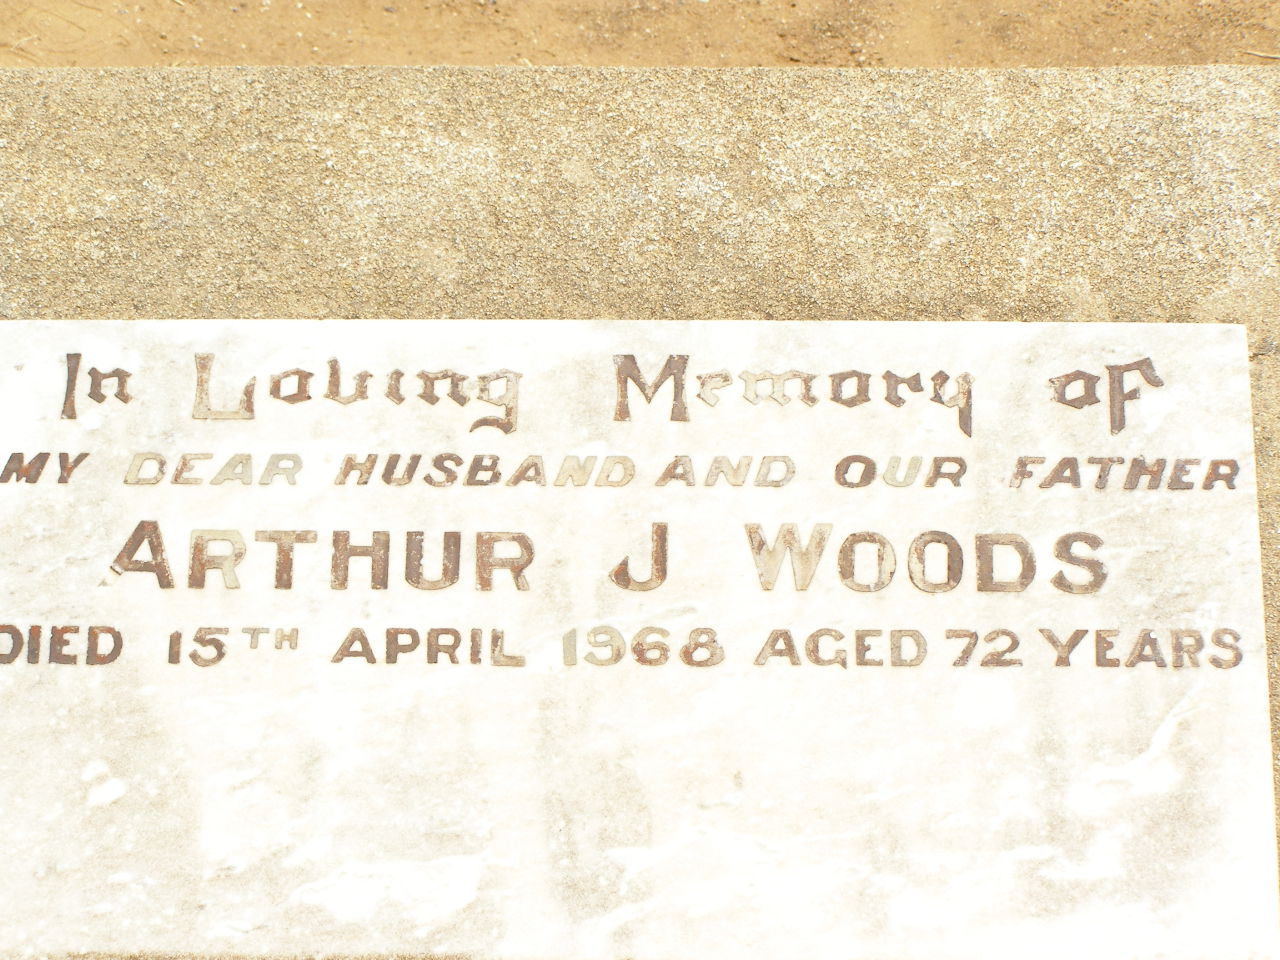 In Loving Memory of
MY DEAR HUSBAND AND OUR FATHER
ARTHUR J WOODS
DIED 15TH APRIL 1968 AGED 72 YEARS